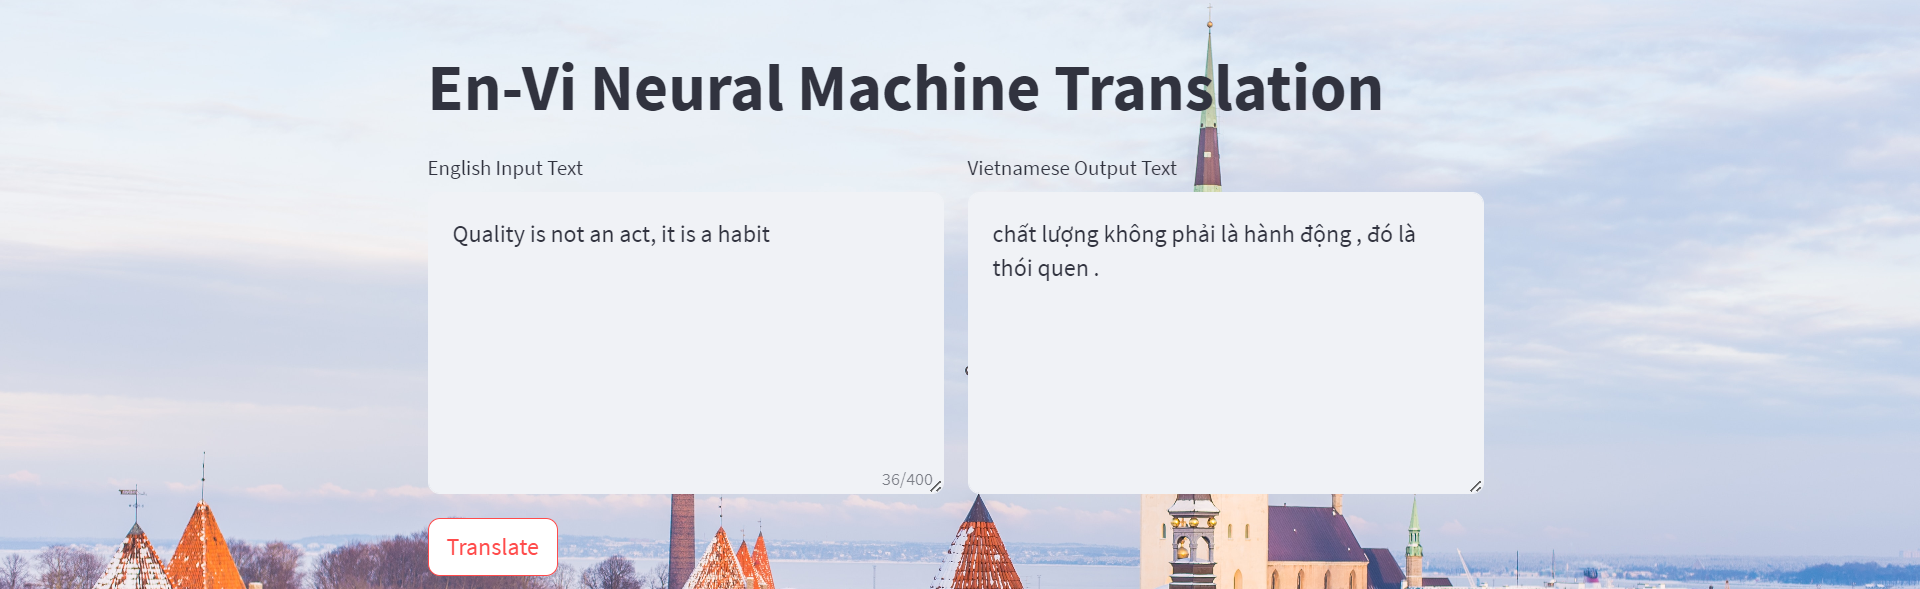 En-Vi Neural Machine Translation
English Input Text
Quality is not an act, it is a habit
36/400
Vietnamese Output Text
chất lượng không phải là hành động , đó là
thói quen .
Translate